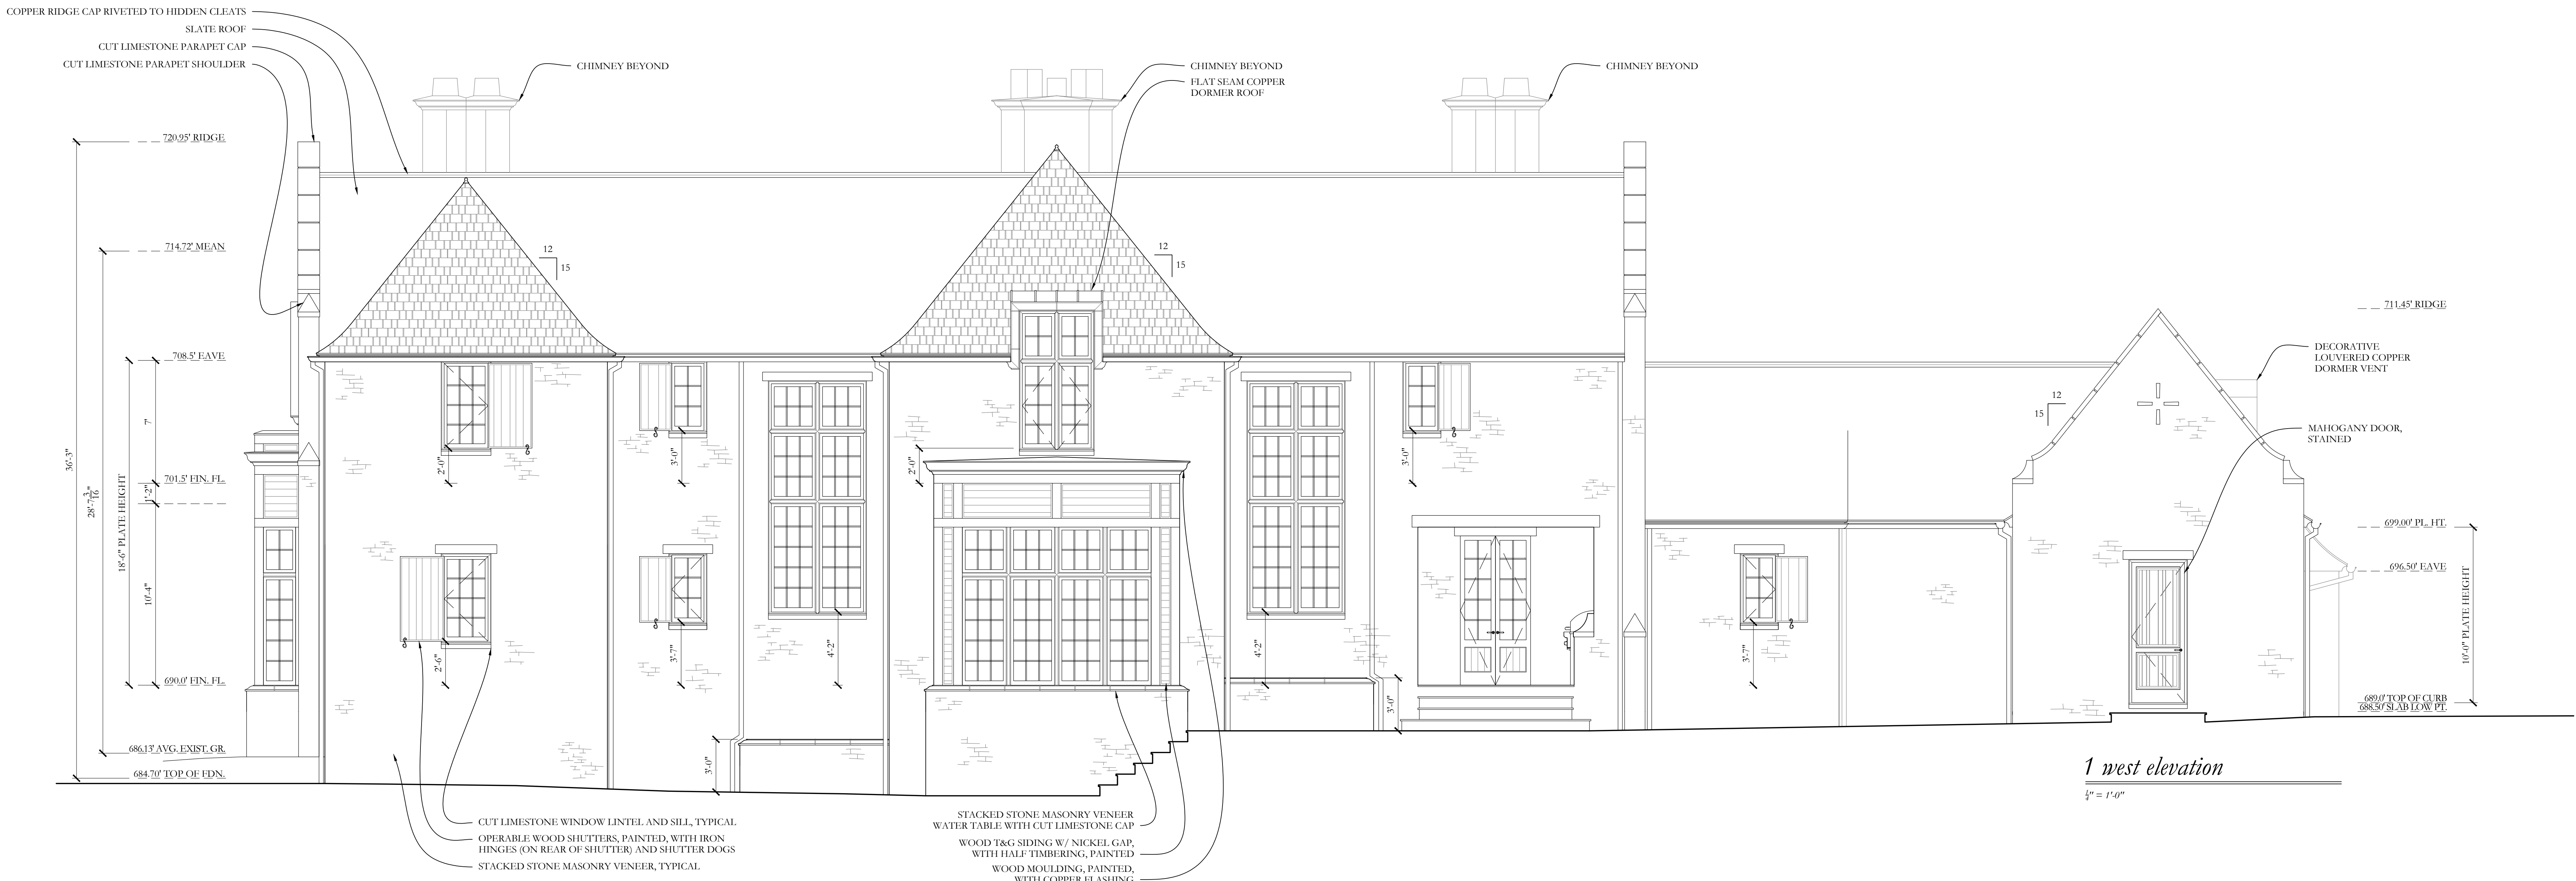 COPPER RIDGE CAP RIVETED TO HIDDEN CLEATS
SLATE ROOF
CUT LIMESTONE PARAPET CAP
CUT LIMESTONE PARAPET SHOULDER
CHIMNEY BEYOND
CHIMNEY BEYOND
FLAT SEAM COPPER
DORMER ROOF
CHIMNEY BEYOND
720.95' RIDGE
714.72' MEAN
708.5' EAVE
701.5' FIN. FL.
690.0' FIN. FL.
686.13' AVG. EXIST. GR.
684.70' TOP OF FDN.
36'-3"
28'-7 3/16"
18'-6" PLATE HEIGHT
7'
1'-2"
10'-4"
12
15
12
15
12
15
2'-0"
3'-0"
2'-0"
3'-0"
2'-6"
3'-7"
4'-2"
4'-2"
3'-7"
3'-0"
3'-0"
711.45' RIDGE
DECORATIVE
LOUVERED COPPER
DORMER VENT
MAHOGANY DOOR,
STAINED
699.00' PL. HT.
696.50' EAVE
10'-0" PLATE HEIGHT
689.0' TOP OF CURB
688.50' SLAB LOW PT.
CUT LIMESTONE WINDOW LINTEL AND SILL, TYPICAL
OPERABLE WOOD SHUTTERS, PAINTED, WITH IRON
HINGES (ON REAR OF SHUTTER) AND SHUTTER DOGS
STACKED STONE MASONRY VENEER, TYPICAL
STACKED STONE MASONRY VENEER
WATER TABLE WITH CUT LIMESTONE CAP
WOOD T&G SIDING W/ NICKEL GAP,
WITH HALF TIMBERING, PAINTED
WOOD MOULDING, PAINTED,
WITH COPPER FLASHING
1 west elevation
1/4" = 1'-0"